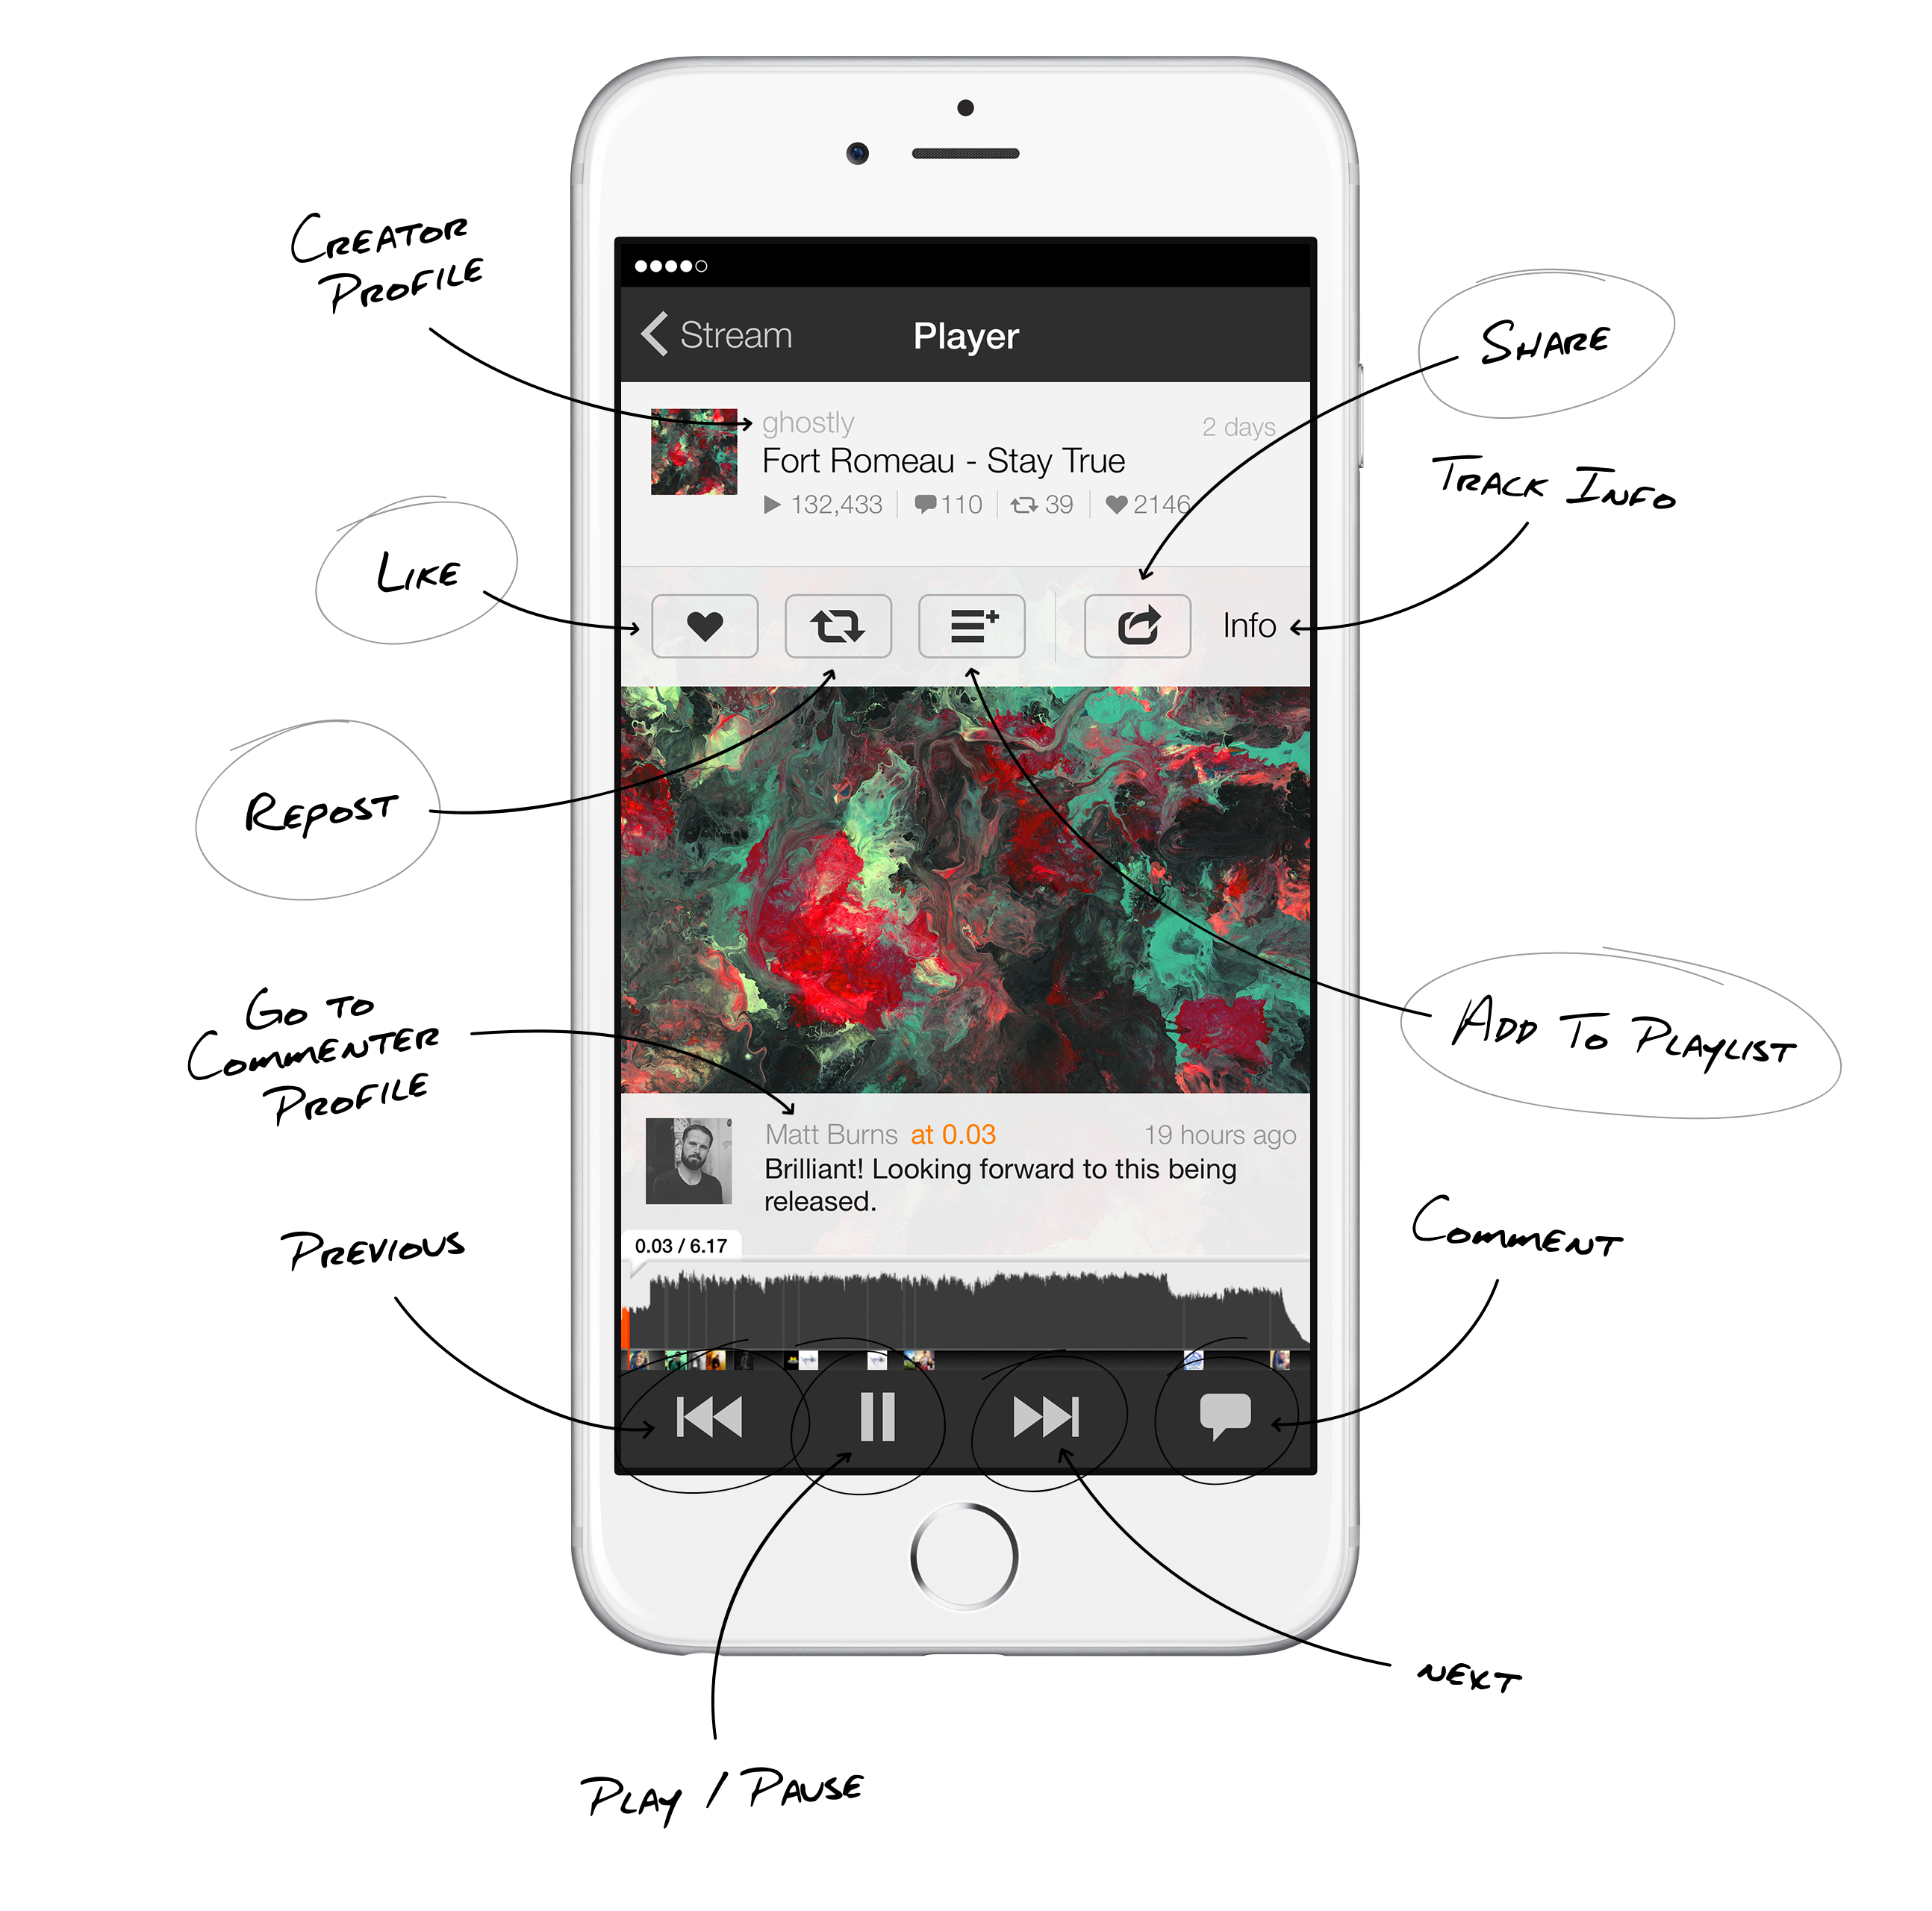 CREATOR
PROFILE
Stream
Player
SHARE
ghostly
2 days
Fort Romeau - Stay True
132,433
110
39
2146
TRACK INFO
LIKE
Info
REPOST
GO TO
COMMENTER
PROFILE
ADD TO PLAYLIST
Matt Burns at 0.03
19 hours ago
Brilliant! Looking forward to this being
released.
PREVIOUS
COMMENT
0.03 / 6.17
NEXT
PLAY / PAUSE